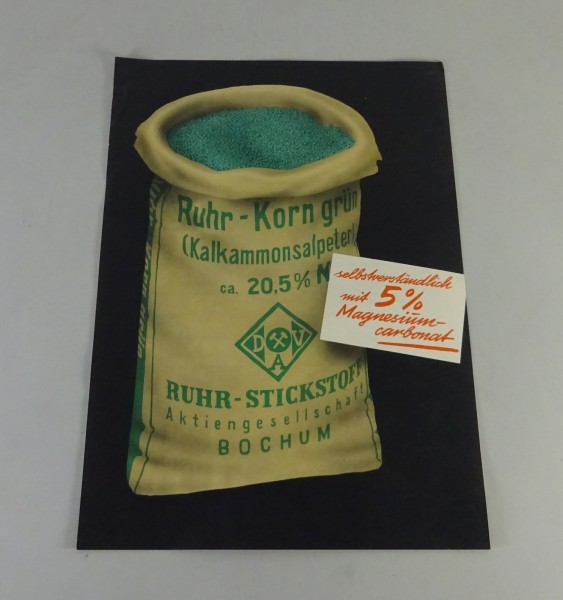 Ruhr-Korn grün
(Kalkammonsalpeter)
ca. 20,5% N
selbstverständlich
mit 5%
Magnesium-
carbonat
D A V
RUHR-STICKSTOFF
Aktiengesellschaft
BOCHUM